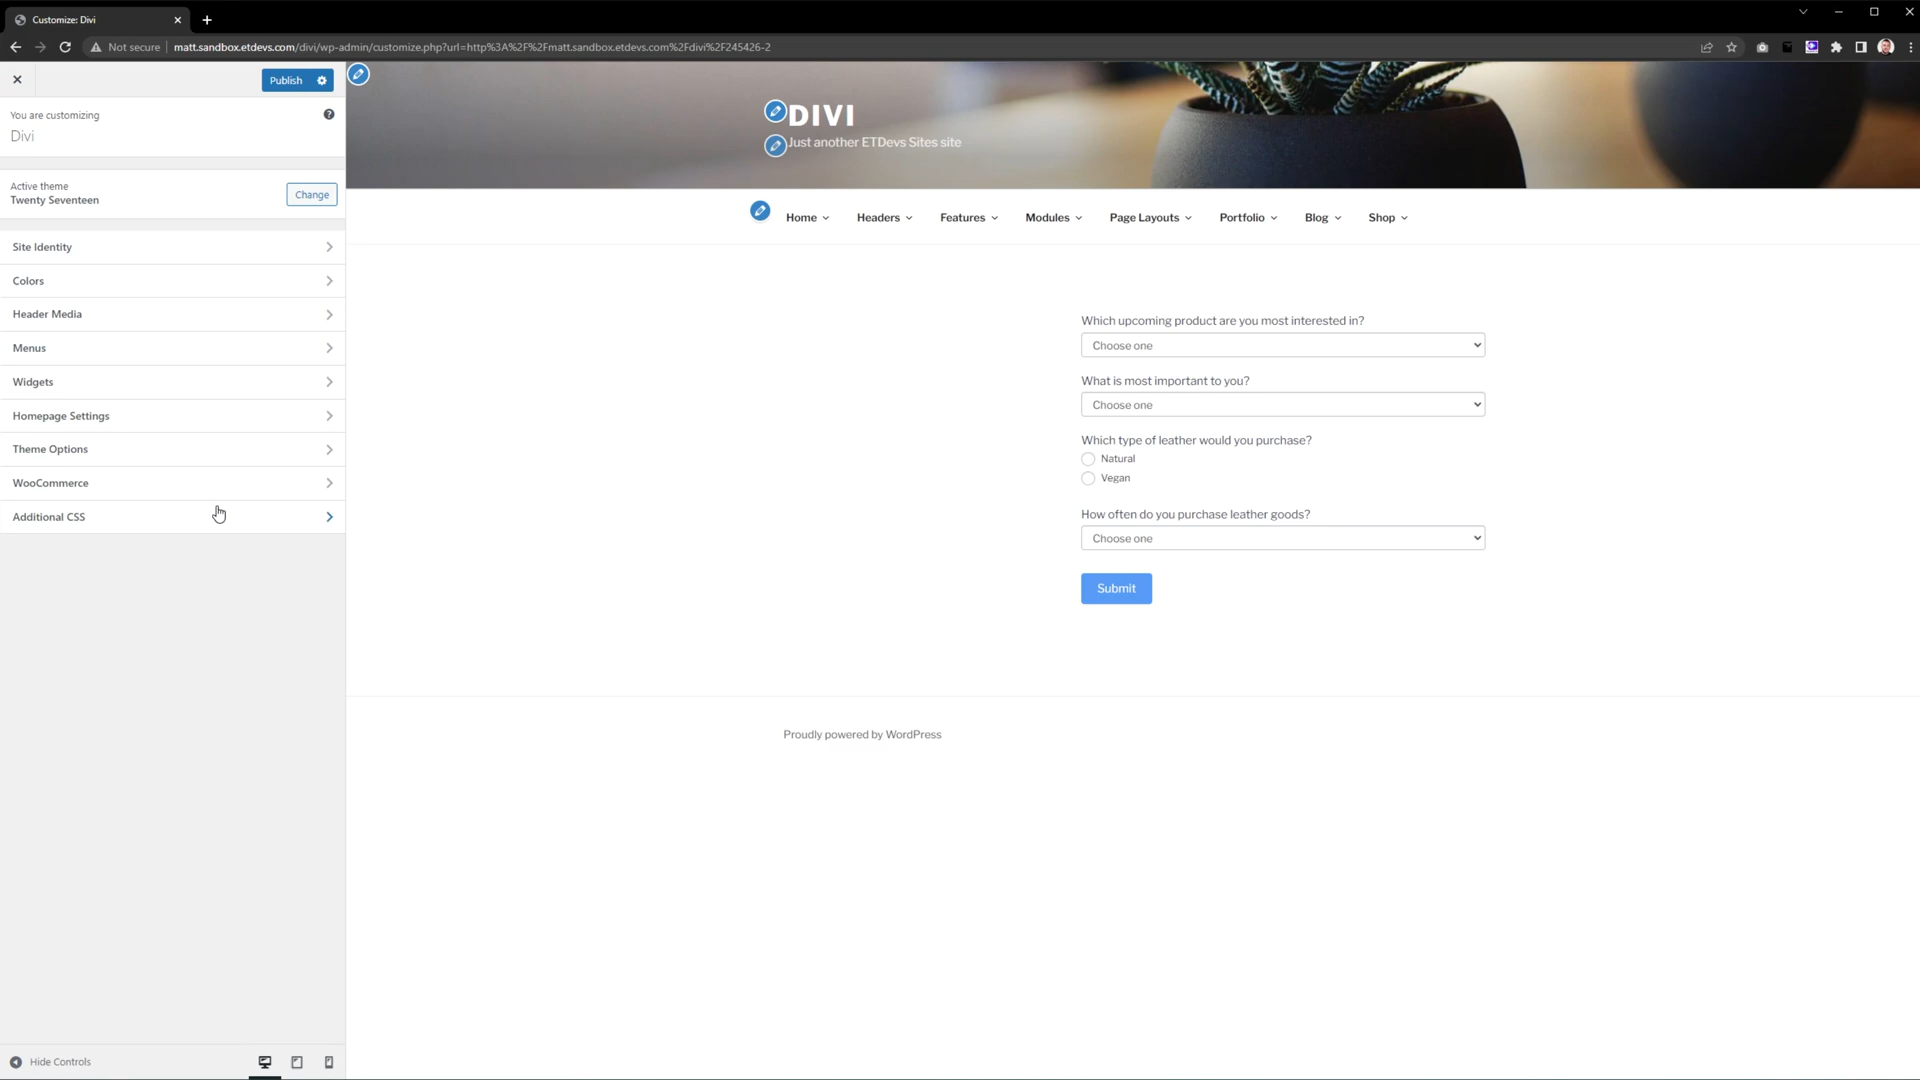 Customize: Divi
Not secure
matt.sandbox.etdevs.com/divi/wp-admin/customize.php?url=http%3A%2F%2Fmatt.sandbox.etdevs.com%2Fdivi%2F245426-2
Publish
You are customizing
Divi
Active theme
Twenty Seventeen
Change
Site Identity
Colors
Header Media
Menus
Widgets
Homepage Settings
Theme Options
WooCommerce
Additional CSS
Hide Controls
DIVI
Just another ETDevs Sites site
Home Headers Features Modules Page Layouts Portfolio Blog Shop
Which upcoming product are you most interested in?
Choose one
What is most important to you?
Choose one
Which type of leather would you purchase?
Natural
Vegan
How often do you purchase leather goods?
Choose one
Submit
Proudly powered by WordPress